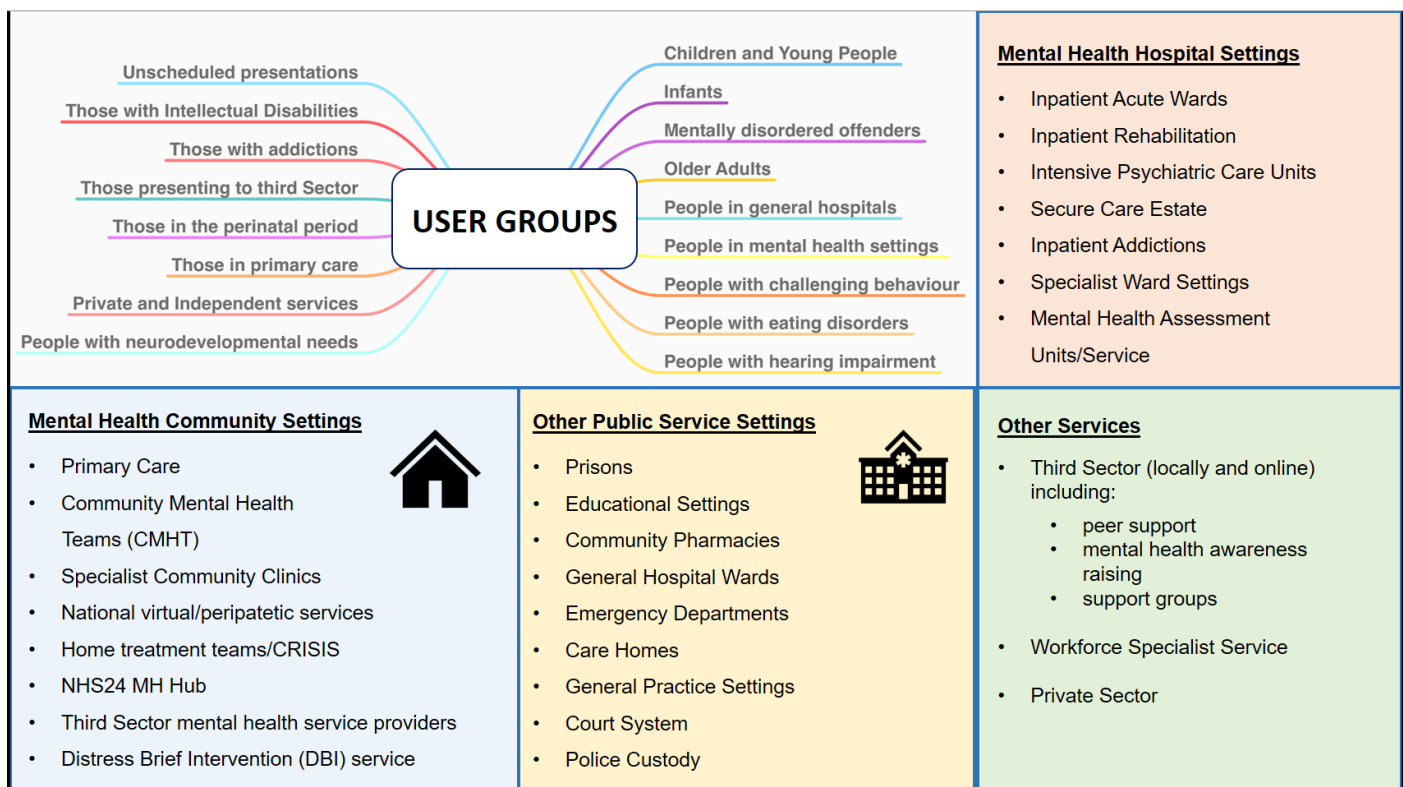 Unscheduled presentations
Those with Intellectual Disabilities
Those with addictions
Those presenting to third Sector
Those in the perinatal period
Those in primary care
Private and Independent services
People with neurodevelopmental needs
USER GROUPS
Children and Young People
Infants
Mentally disordered offenders
Older Adults
People in general hospitals
People in mental health settings
People with challenging behaviour
People with eating disorders
People with hearing impairment
Mental Health Hospital Settings
• Inpatient Acute Wards
• Inpatient Rehabilitation
• Intensive Psychiatric Care Units
• Secure Care Estate
• Inpatient Addictions
• Specialist Ward Settings
• Mental Health Assessment
Units/Service
Mental Health Community Settings
• Primary Care
• Community Mental Health
Teams (CMHT)
• Specialist Community Clinics
• National virtual/peripatetic services
• Home treatment teams/CRISIS
• NHS24 MH Hub
• Third Sector mental health service providers
• Distress Brief Intervention (DBI) service
Other Public Service Settings
• Prisons
• Educational Settings
• Community Pharmacies
• General Hospital Wards
• Emergency Departments
• Care Homes
• General Practice Settings
• Court System
• Police Custody
Other Services
• Third Sector (locally and online)
including:
• peer support
• mental health awareness
raising
• support groups
• Workforce Specialist Service
• Private Sector